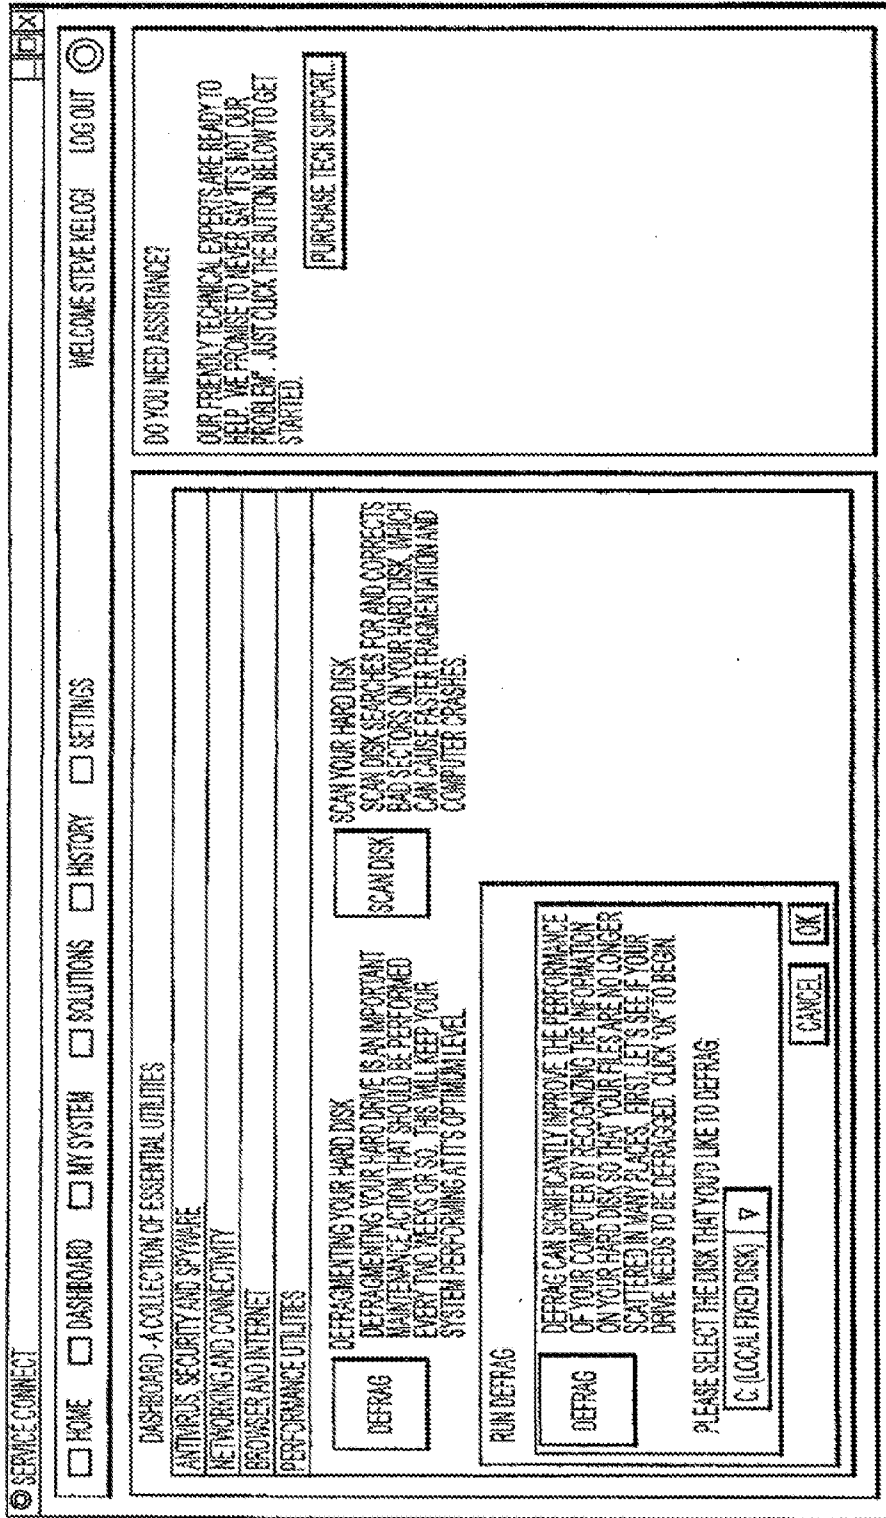 SERVICE CONNECT
HOME DASHBOARD MY SYSTEM SOLUTIONS HISTORY SETTINGS WELCOME STEVE KELOGI LOG OUT
DASHBOARD - A COLLECTION OF ESSENTIAL UTILITIES
ANTIVIRUS, SECURITY AND SPYWARE
NETWORKING AND CONNECTIVITY
BROWSER AND INTERNET
PERFORMANCE UTILITIES
DEFRAG
DEFRAGMENTING YOUR HARD DISK
DEFRAGMENTING YOUR HARD DRIVE IS AN IMPORTANT
MAINTENANCE ACTION THAT SHOULD BE PERFORMED
EVERY TWO WEEKS OR SO. THIS WILL KEEP YOUR
SYSTEM PERFORMING AT IT'S OPTIMUM LEVEL.
SCAN DISK
SCAN YOUR HARD DISK
SCAN DISK SEARCHES FOR AND CORRECTS
BAD SECTORS ON YOUR HARD DISK, WHICH
CAN CAUSE FASTER FRAGMENTATION AND
COMPUTER CRASHES.
RUN DEFRAG
DEFRAG
DEFRAG CAN SIGNIFICANTLY IMPROVE THE PERFORMANCE
OF YOUR COMPUTER BY RECOGNIZING THE INFORMATION
ON YOUR HARD DISK SO THAT YOUR FILES ARE NO LONGER
SCATTERED IN MANY PLACES. FIRST, LET'S SEE IF YOUR
DRIVE NEEDS TO BE DEFRAGGED. CLICK 'OK' TO BEGIN.
PLEASE SELECT THE DISK THAT YOU'D LIKE TO DEFRAG:
C: (LOCAL FIXED DISK)
CANCEL OK
DO YOU NEED ASSISTANCE?
OUR FRIENDLY TECHNICAL EXPERTS ARE READY TO
HELP. WE PROMISE TO NEVER SAY "IT'S NOT OUR
PROBLEM". JUST CLICK THE BUTTON BELOW TO GET
STARTED.
PURCHASE TECH SUPPORT...